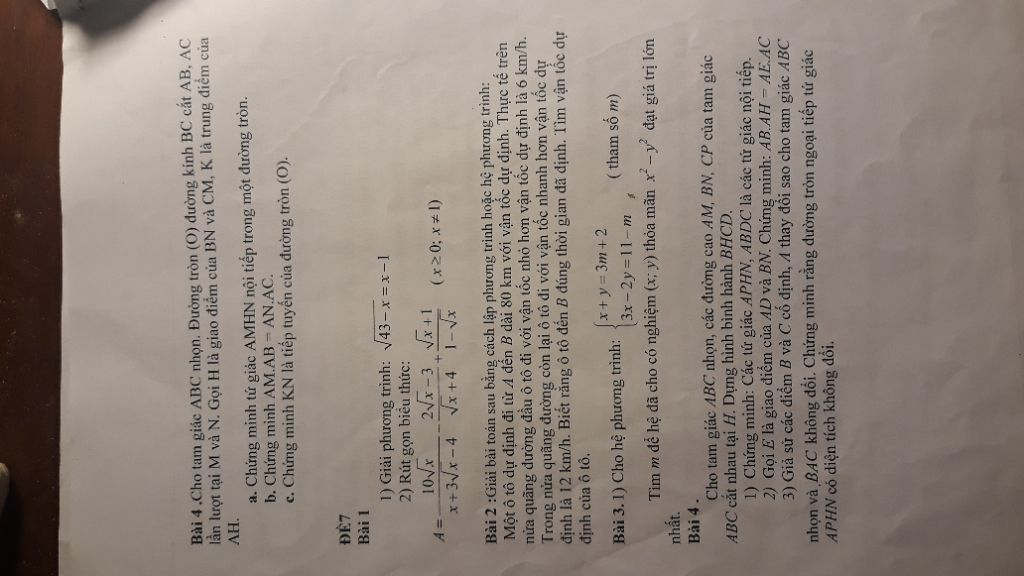 Bài 4 .Cho tam giác ABC nhọn. Đường tròn (O) đường kính BC cắt AB, AC
lần lượt tại M và N. Gọi H là giao điểm của BN và CM, K là trung điểm của
AH.
a. Chứng minh tứ giác AMHN nội tiếp trong một đường tròn.
b. Chứng minh AM.AB = AN.AC.
c. Chứng minh KN là tiếp tuyến của đường tròn (O).
ĐỀ7
Bài 1
1) Giải phương trình: √(43 − x) = x − 1
2) Rút gọn biểu thức:
A = 10√x / (x + 3√x − 4) − (2√x − 3) / (√x + 4) + (√x + 1) / (1 − √x) ( x ≥ 0; x ≠ 1)
Bài 2 :Giải bài toán sau bằng cách lập phương trình hoặc hệ phương trình:
Một ô tô dự định đi từ A đến B dài 80 km với vận tốc dự định. Thực tế trên
nửa quãng đường đầu ô tô đi với vận tốc nhỏ hơn vận tốc dự định là 6 km/h.
Trong nửa quãng đường còn lại ô tô đi với vận tốc nhanh hơn vận tốc dự
định là 12 km/h. Biết rằng ô tô đến B đúng thời gian đã định. Tìm vận tốc dự
định của ô tô.
Bài 3. 1) Cho hệ phương trình: { x + y = 3m + 2
3x − 2y = 11 − m ( tham số m)
Tìm m để hệ đã cho có nghiệm (x; y) thỏa mãn x² − y² đạt giá trị lớn
nhất.
Bài 4 .
Cho tam giác ABC nhọn, các đường cao AM, BN, CP của tam giác
ABC cắt nhau tại H. Dựng hình bình hành BHCD.
1) Chứng minh: Các tứ giác APHN, ABDC là các tứ giác nội tiếp.
2) Gọi E là giao điểm của AD và BN. Chứng minh: AB.AH = AE.AC
3) Giả sử các điểm B và C cố định, A thay đổi sao cho tam giác ABC
nhọn và BAC không đổi. Chứng minh rằng đường tròn ngoại tiếp tứ giác
APHN có diện tích không đổi.